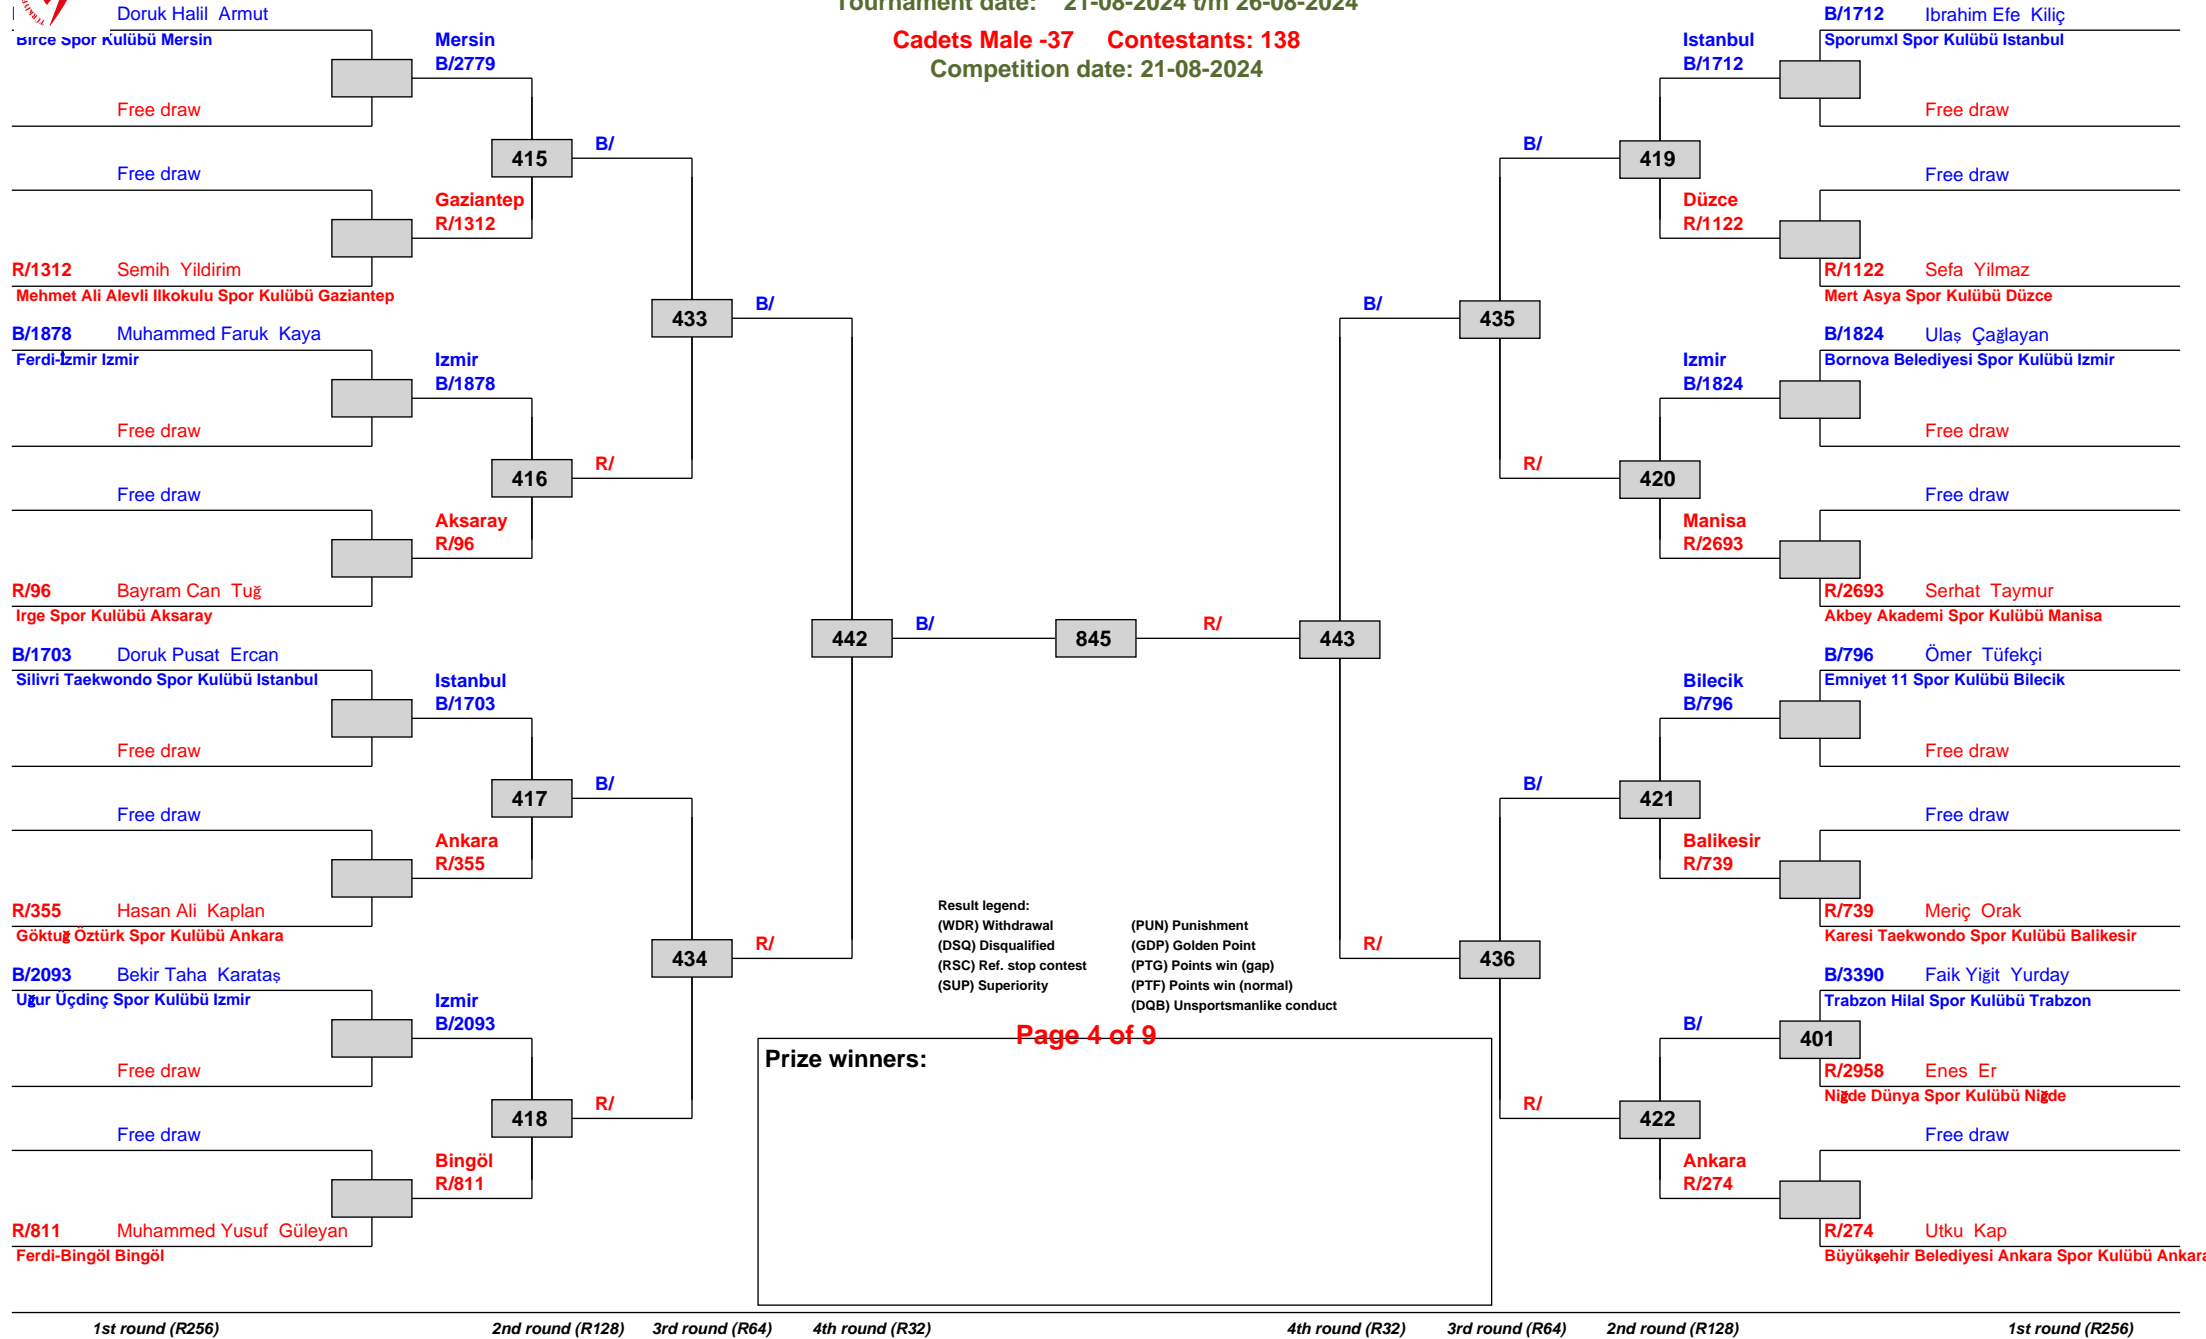 Tournament date: 21-08-2024 t/m 26-08-2024
Cadets Male -37 Contestants: 138
Competition date: 21-08-2024
Doruk Halil Armut
Birce Spor Kulübü Mersin
Free draw
Free draw
R/1312 Semih Yildirim
Mehmet Ali Alevli Ilkokulu Spor Kulübü Gaziantep
B/1878 Muhammed Faruk Kaya
Ferdi-İzmir Izmir
Free draw
Free draw
R/96 Bayram Can Tuğ
Irge Spor Kulübü Aksaray
B/1703 Doruk Pusat Ercan
Silivri Taekwondo Spor Kulübü Istanbul
Free draw
Free draw
R/355 Hasan Ali Kaplan
Göktuğ Öztürk Spor Kulübü Ankara
B/2093 Bekir Taha Karataş
Uğur Üçdinç Spor Kulübü Izmir
Free draw
Free draw
R/811 Muhammed Yusuf Güleyan
Ferdi-Bingöl Bingöl
Mersin
B/2779
415
Gaziantep
R/1312
Izmir
B/1878
416
Aksaray
R/96
Istanbul
B/1703
417
Ankara
R/355
Izmir
B/2093
418
Bingöl
R/811
B/
433
R/
B/
434
R/
B/
442
R/
B/
845
R/
B/
443
R/
B/
435
R/
B/
436
R/
Istanbul
B/1712
419
Düzce
R/1122
Izmir
B/1824
420
Manisa
R/2693
Bilecik
B/796
421
Balikesir
R/739
B/
422
Ankara
R/274
B/1712 Ibrahim Efe Kiliç
Sporumxl Spor Kulübü Istanbul
Free draw
Free draw
R/1122 Sefa Yilmaz
Mert Asya Spor Kulübü Düzce
B/1824 Ulaş Çağlayan
Bornova Belediyesi Spor Kulübü Izmir
Free draw
Free draw
R/2693 Serhat Taymur
Akbey Akademi Spor Kulübü Manisa
B/796 Ömer Tüfekçi
Emniyet 11 Spor Kulübü Bilecik
Free draw
Free draw
R/739 Meriç Orak
Karesi Taekwondo Spor Kulübü Balikesir
B/3390 Faik Yiğit Yurday
Trabzon Hilal Spor Kulübü Trabzon
401
R/2958 Enes Er
Niğde Dünya Spor Kulübü Niğde
Free draw
R/274 Utku Kap
Büyükşehir Belediyesi Ankara Spor Kulübü Ankara
Result legend:
(WDR) Withdrawal (PUN) Punishment
(DSQ) Disqualified (GDP) Golden Point
(RSC) Ref. stop contest (PTG) Points win (gap)
(SUP) Superiority (PTF) Points win (normal)
(DQB) Unsportsmanlike conduct
Page 4 of 9
Prize winners:
1st round (R256) 2nd round (R128) 3rd round (R64) 4th round (R32) 4th round (R32) 3rd round (R64) 2nd round (R128) 1st round (R256)